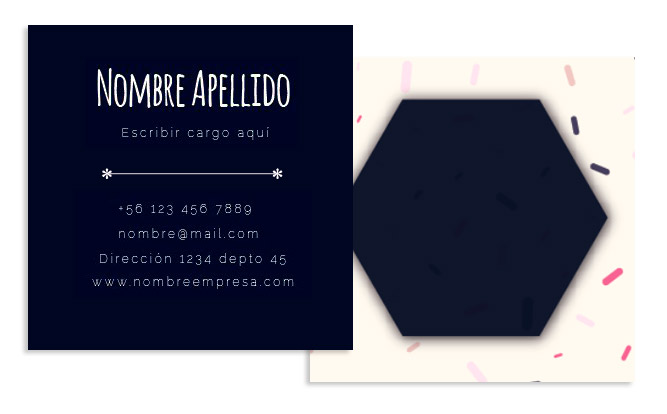 Nombre Apellido
Escribir cargo aquí
+56 123 456 7889
nombre@mail.com
Dirección 1234 depto 45
www.nombreempresa.com